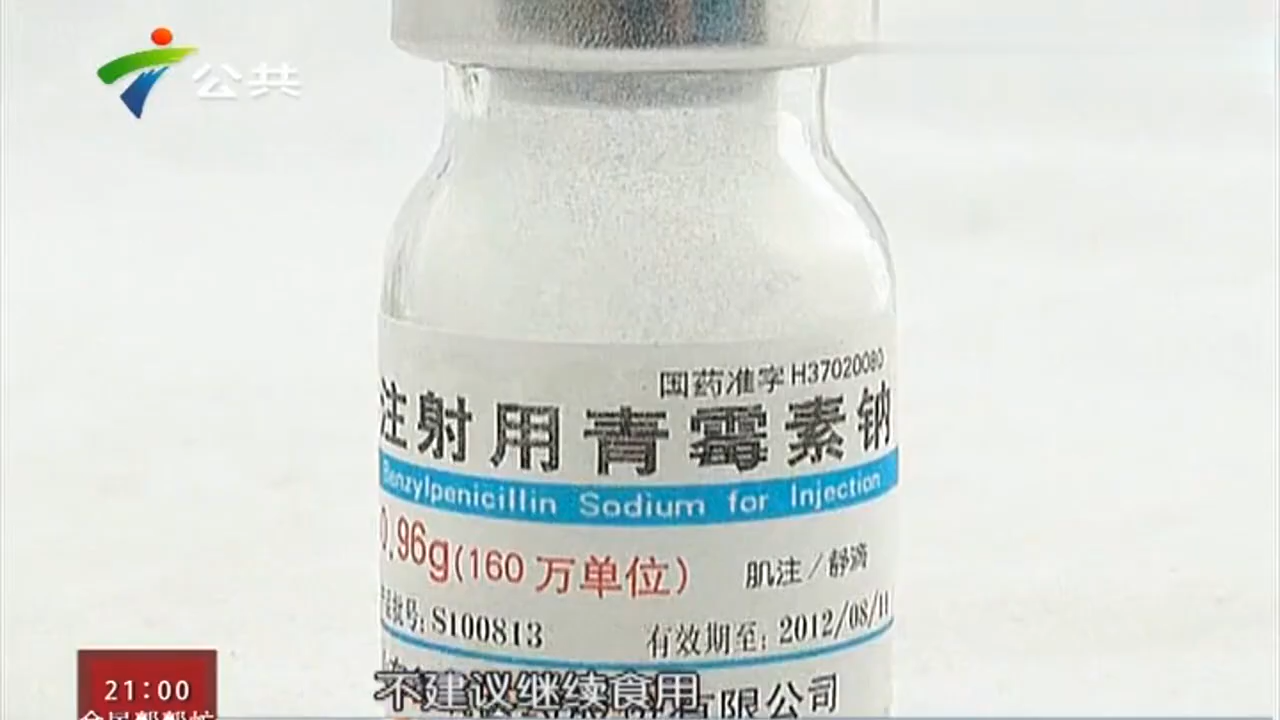 公共
国药准字H37020080
注射用青霉素钠
Benzylpenicillin Sodium for Injection
0.96g(160万单位)
肌注/静滴
批号: S100813
有效期至: 2012/08/11
有限公司
不建议继续食用
21:00